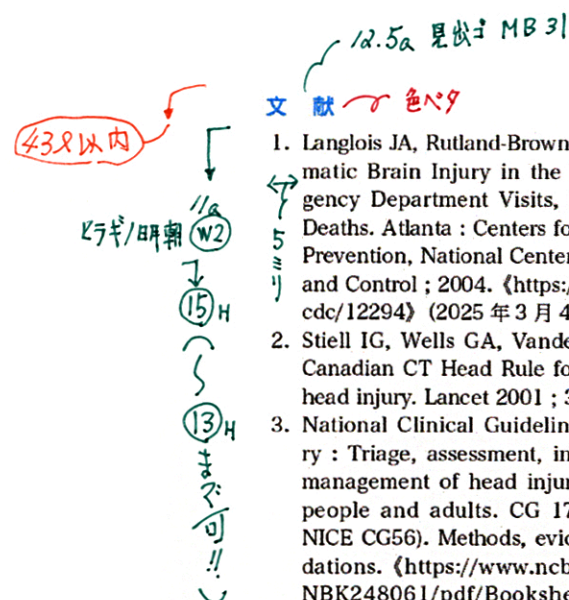 12.5a 見出ゴ MB31
文 献 色ベタ
43ℓ以内
1. Langlois JA, Rutland-Brown
matic Brain Injury in the
gency Department Visits,
Deaths. Atlanta : Centers fo
Prevention, National Center
and Control ; 2004. 《https:/
cdc/12294》 (2025 年 3 月 4
2. Stiell IG, Wells GA, Vande
Canadian CT Head Rule fo
head injury. Lancet 2001 ; 3
3. National Clinical Guidelin
ry : Triage, assessment, in
management of head injur
people and adults. CG 17
NICE CG56). Methods, evid
dations. 《https://www.ncb
NBK248061/pdf/Bookshe
11a
ヒラギノ明朝 W2
15H
〜
13H
まで可!!
5ミリ